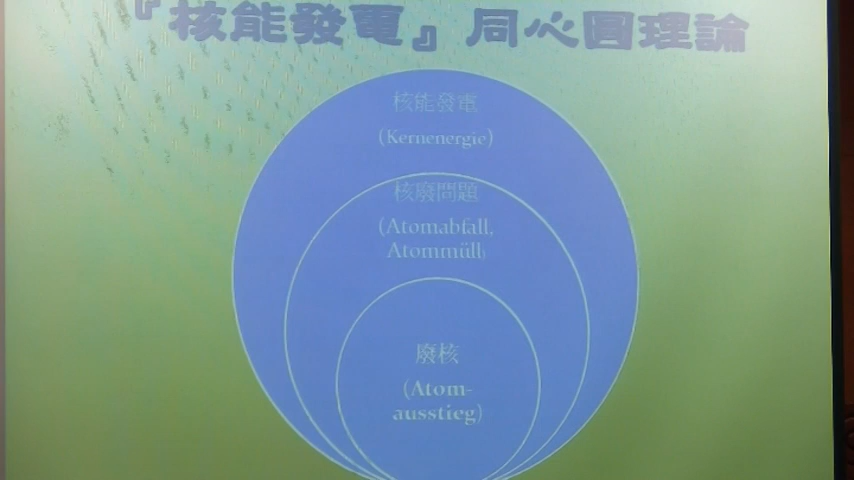 『核能發電』同心圓理論
核能發電
(Kernenergie)
核廢問題
(Atomabfall,
Atommüll)
廢核
(Atom-
ausstieg)